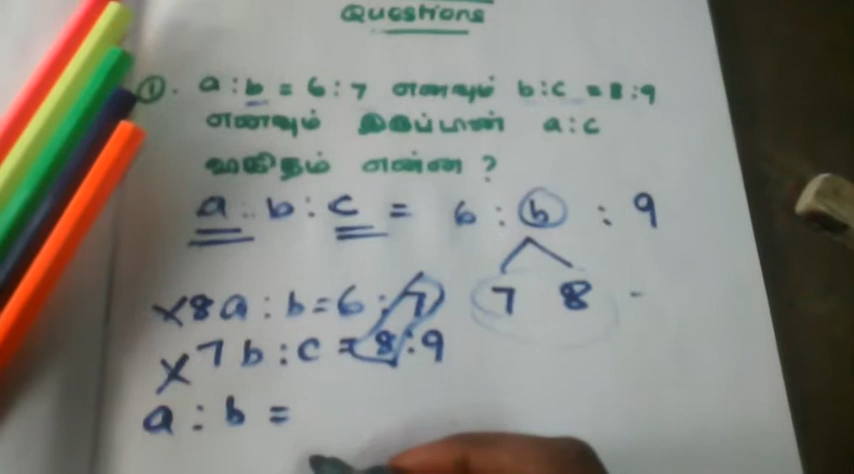 Questions
①. a : b = 6 : 7 எனவும் b : c = 8 : 9
எனவும் இருப்பின் a : c
விகிதம் என்ன ?
a : b : c = 6 : b : 9
7 8
×8 a : b = 6 : 7
×7 b : c = 8 : 9
a : b =